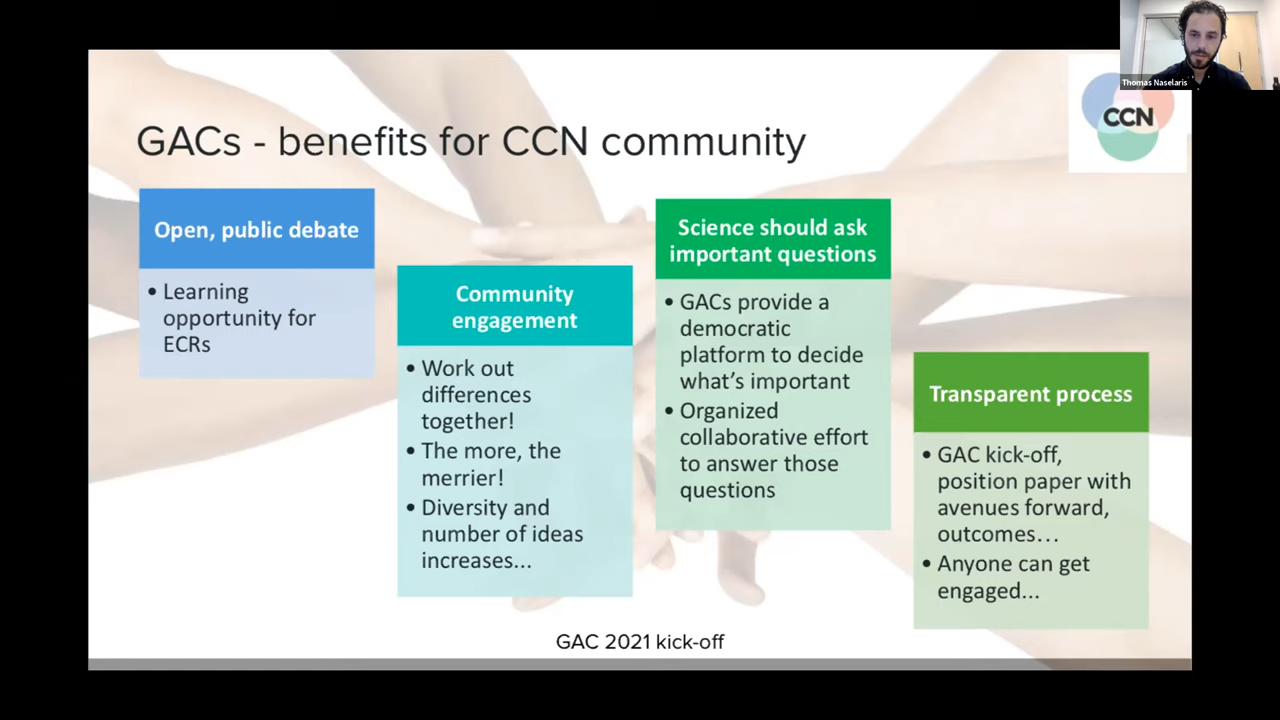 Thomas Naselaris
CCN
GACs - benefits for CCN community
Open, public debate
• Learning
opportunity for
ECRs
Community
engagement
• Work out
differences
together!
• The more, the
merrier!
• Diversity and
number of ideas
increases...
Science should ask
important questions
• GACs provide a
democratic
platform to decide
what's important
• Organized
collaborative effort
to answer those
questions
Transparent process
• GAC kick-off,
position paper with
avenues forward,
outcomes...
• Anyone can get
engaged...
GAC 2021 kick-off